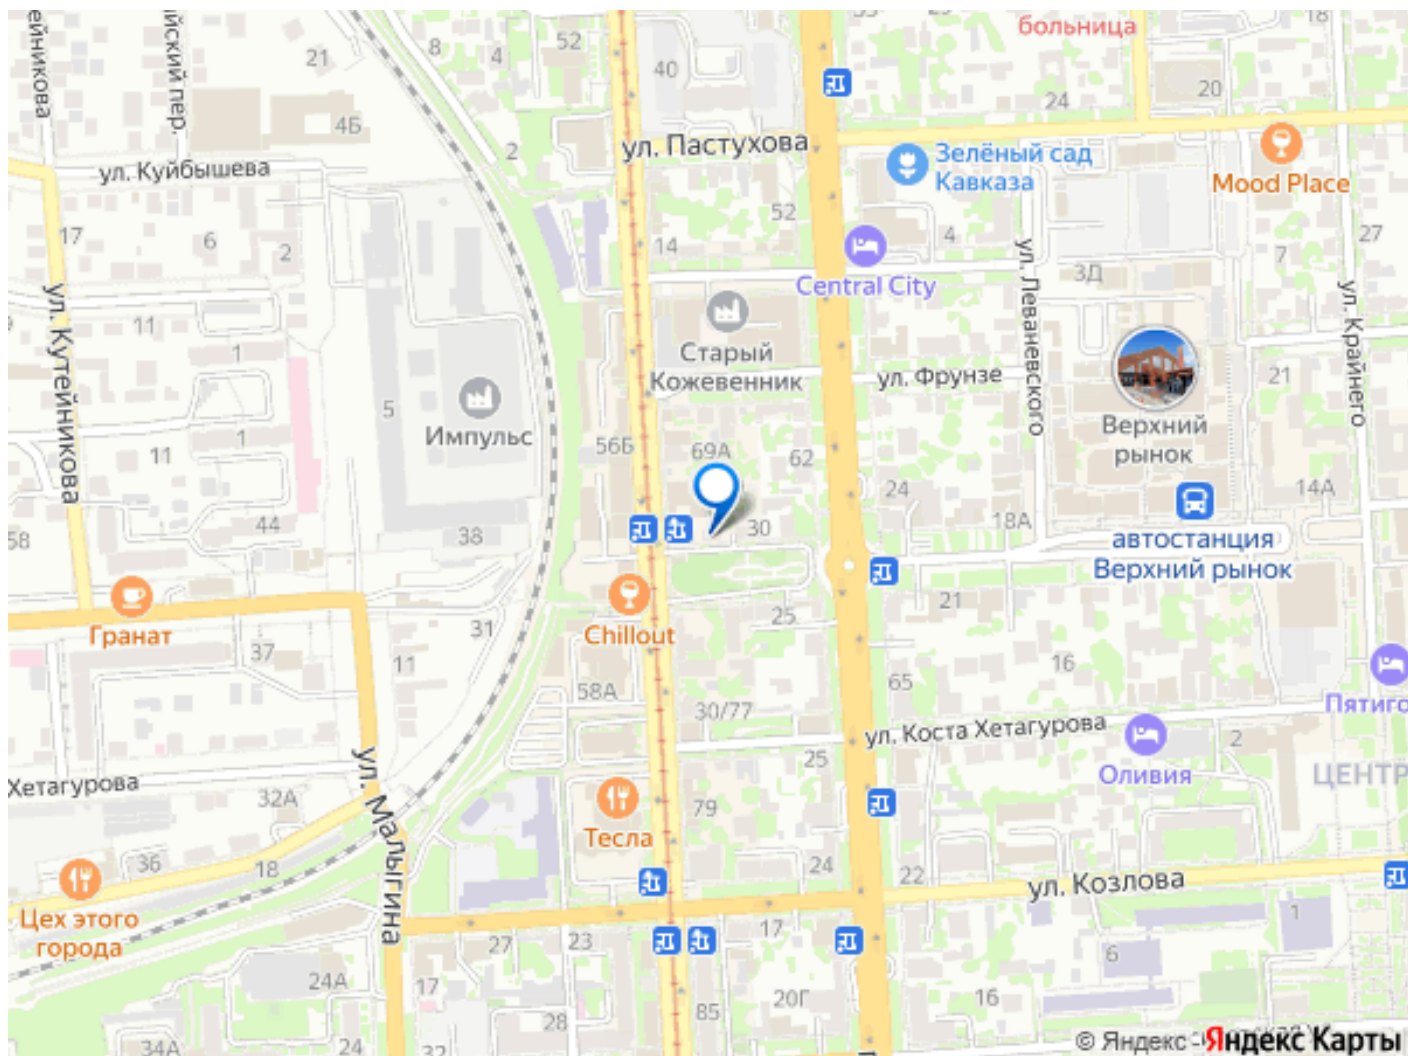 ейникова
йский пер.
21
8
4
52
40
больница
18
20
24
4Б
2
ул. Пастухова
Зелёный сад
Кавказа
Mood Place
ул. Куйбышева
17
6
2
52
14
4
27
3Д
Central City
ул. Леваневского
ул. Крайнего
ул. Кутейникова
11
1
Старый
Кожевенник
ул. Фрунзе
21
5
Импульс
Верхний
рынок
1
11
56Б
69А
62
24
14А
18А
44
38
30
58
автостанция
Верхний рынок
Гранат
Chillout
25
21
31
37
11
16
58А
65
30/77
Пятиго
ул. Коста Хетагурова
2
25
Оливия
ЦЕНТР
Хетагурова
32А
ул. Малыгина
79
Тесла
36
18
24
22
ул. Козлова
Цех этого
города
1
27
23
17
6
24А
17
20Г
16
85
28
34А
24
32
© Яндекс
Яндекс Карты